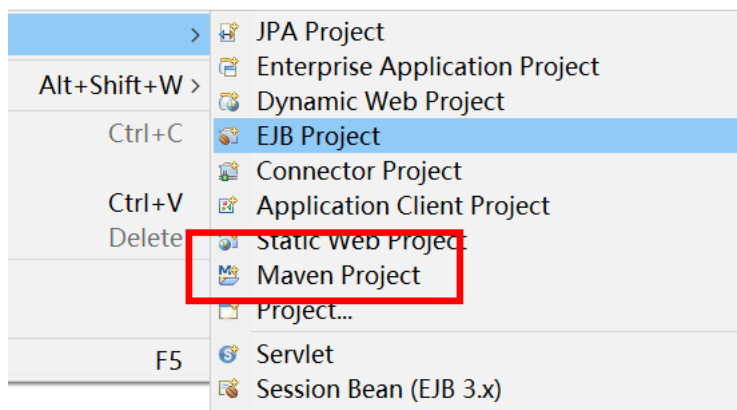 >
Alt+Shift+W >
Ctrl+C
Ctrl+V
Delete
F5
JPA Project
Enterprise Application Project
Dynamic Web Project
EJB Project
Connector Project
Application Client Project
Static Web Project
Maven Project
Project...
Servlet
Session Bean (EJB 3.x)